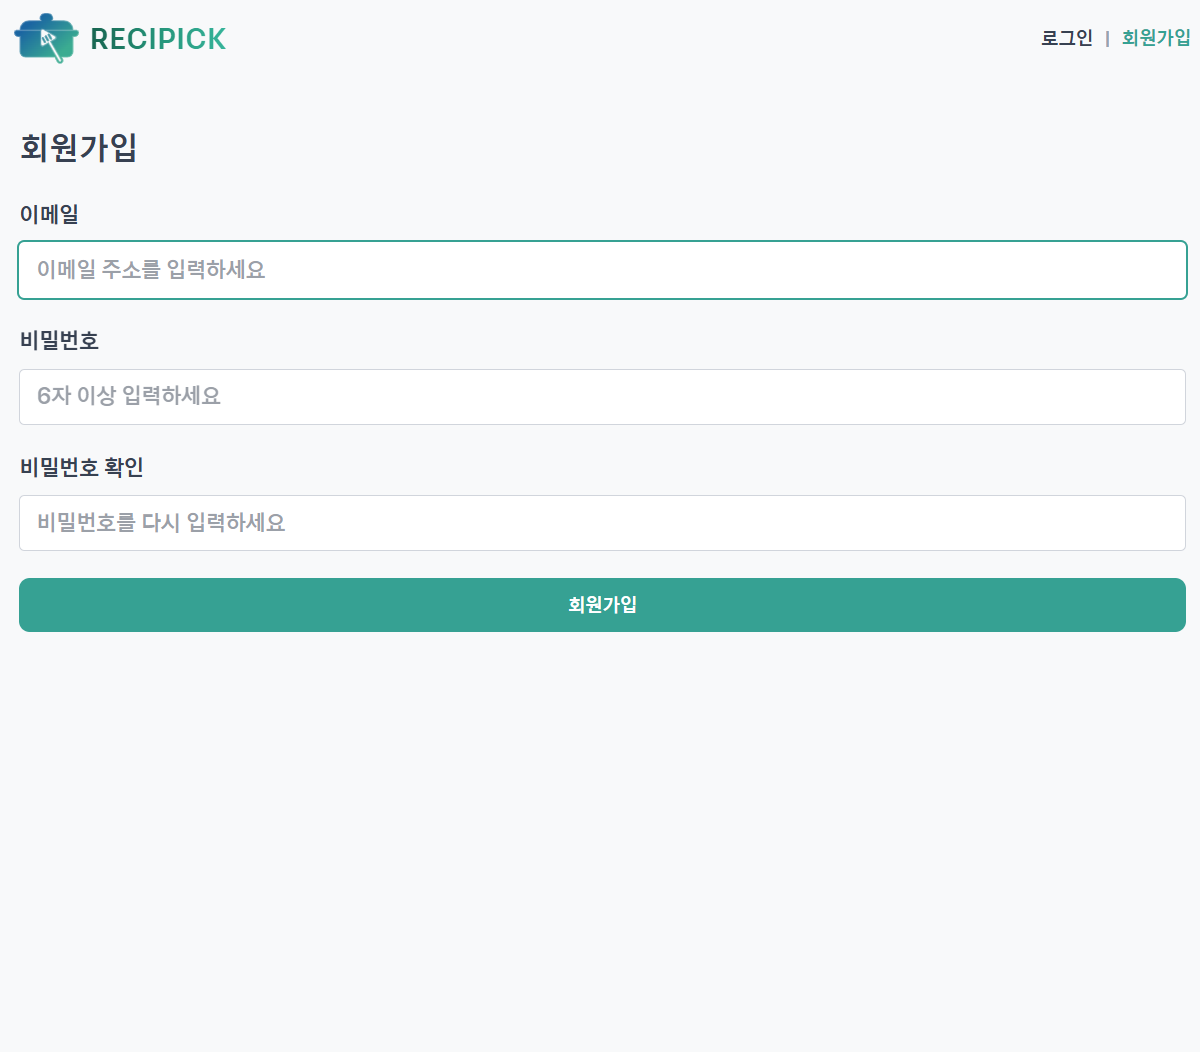 RECIPICK
로그인 | 회원가입
회원가입
이메일
이메일 주소를 입력하세요
비밀번호
6자 이상 입력하세요
비밀번호 확인
비밀번호를 다시 입력하세요
회원가입